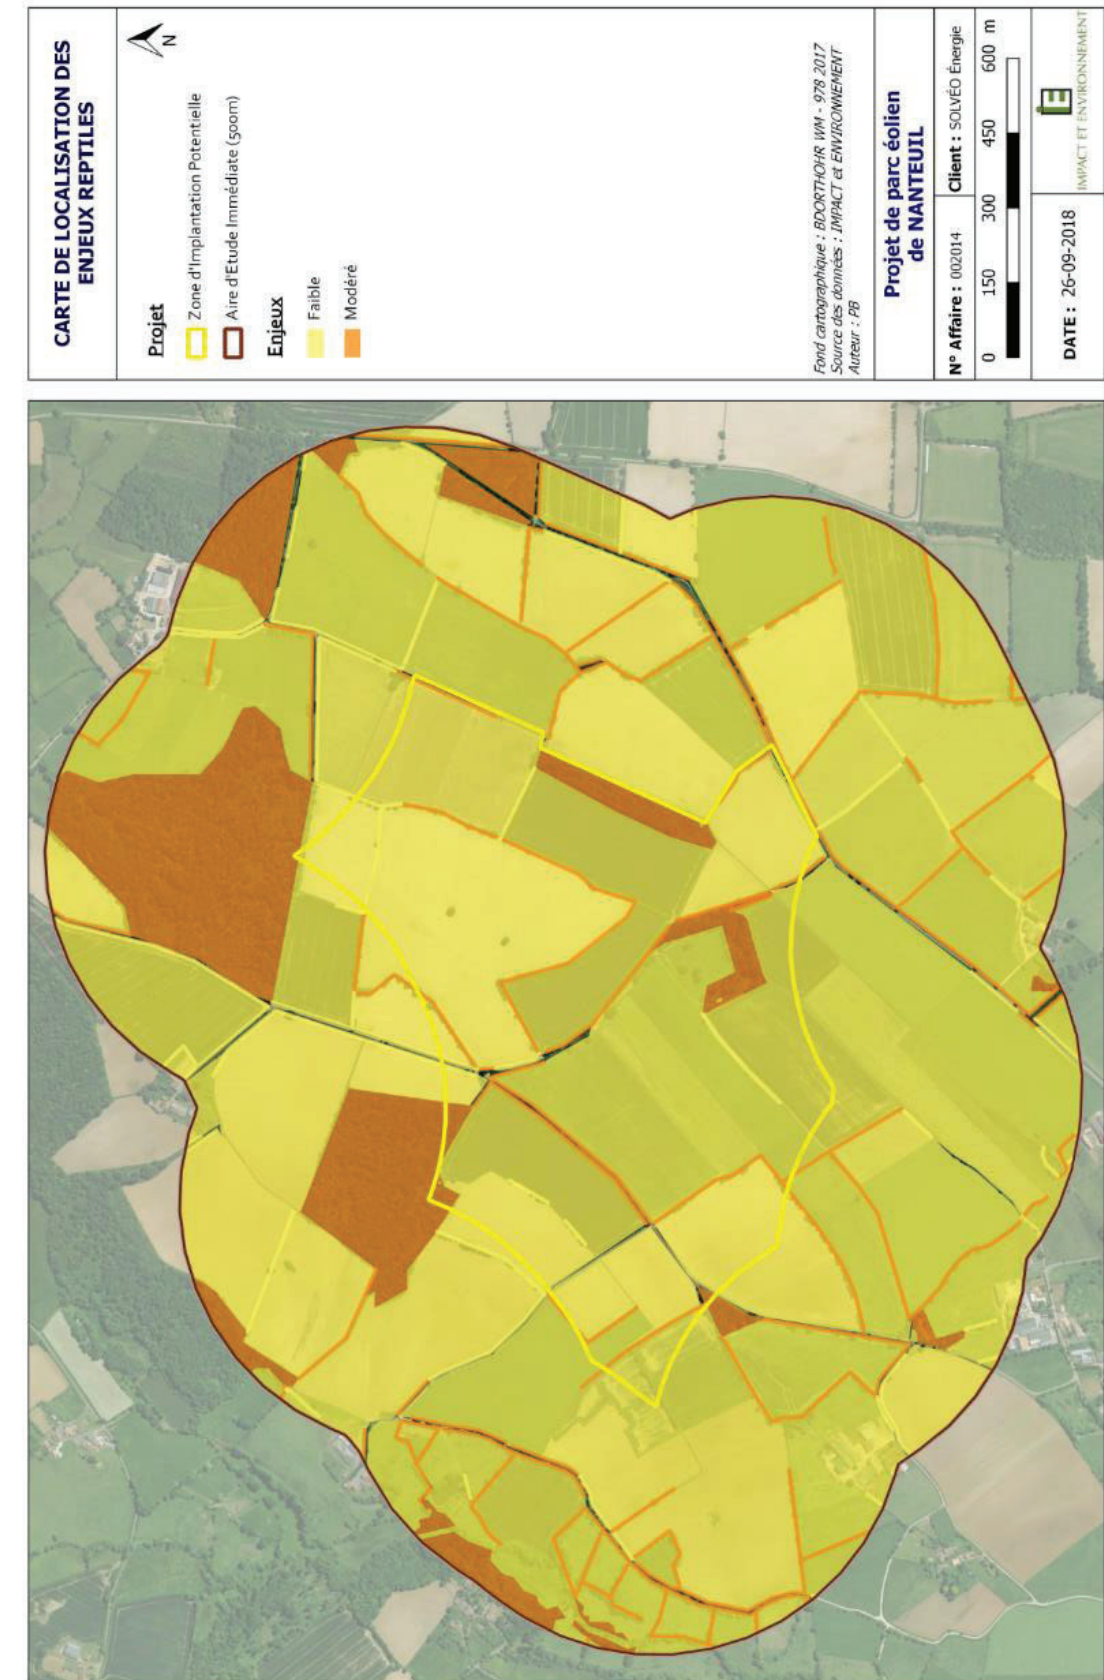 CARTE DE LOCALISATION DES
ENJEUX REPTILES
N
Projet
Zone d'Implantation Potentielle
Aire d'Etude Immédiate (500m)
Enjeux
Faible
Modéré
Fond cartographique : BDORTHOHR WM - 978 2017
Source des données : IMPACT et ENVIRONNEMENT
Auteur : PB
Projet de parc éolien
de NANTEUIL
N° Affaire : 002014
Client : SOLVÉO Énergie
0 150 300 450 600 m
DATE : 26-09-2018
IE
IMPACT ET ENVIRONNEMENT